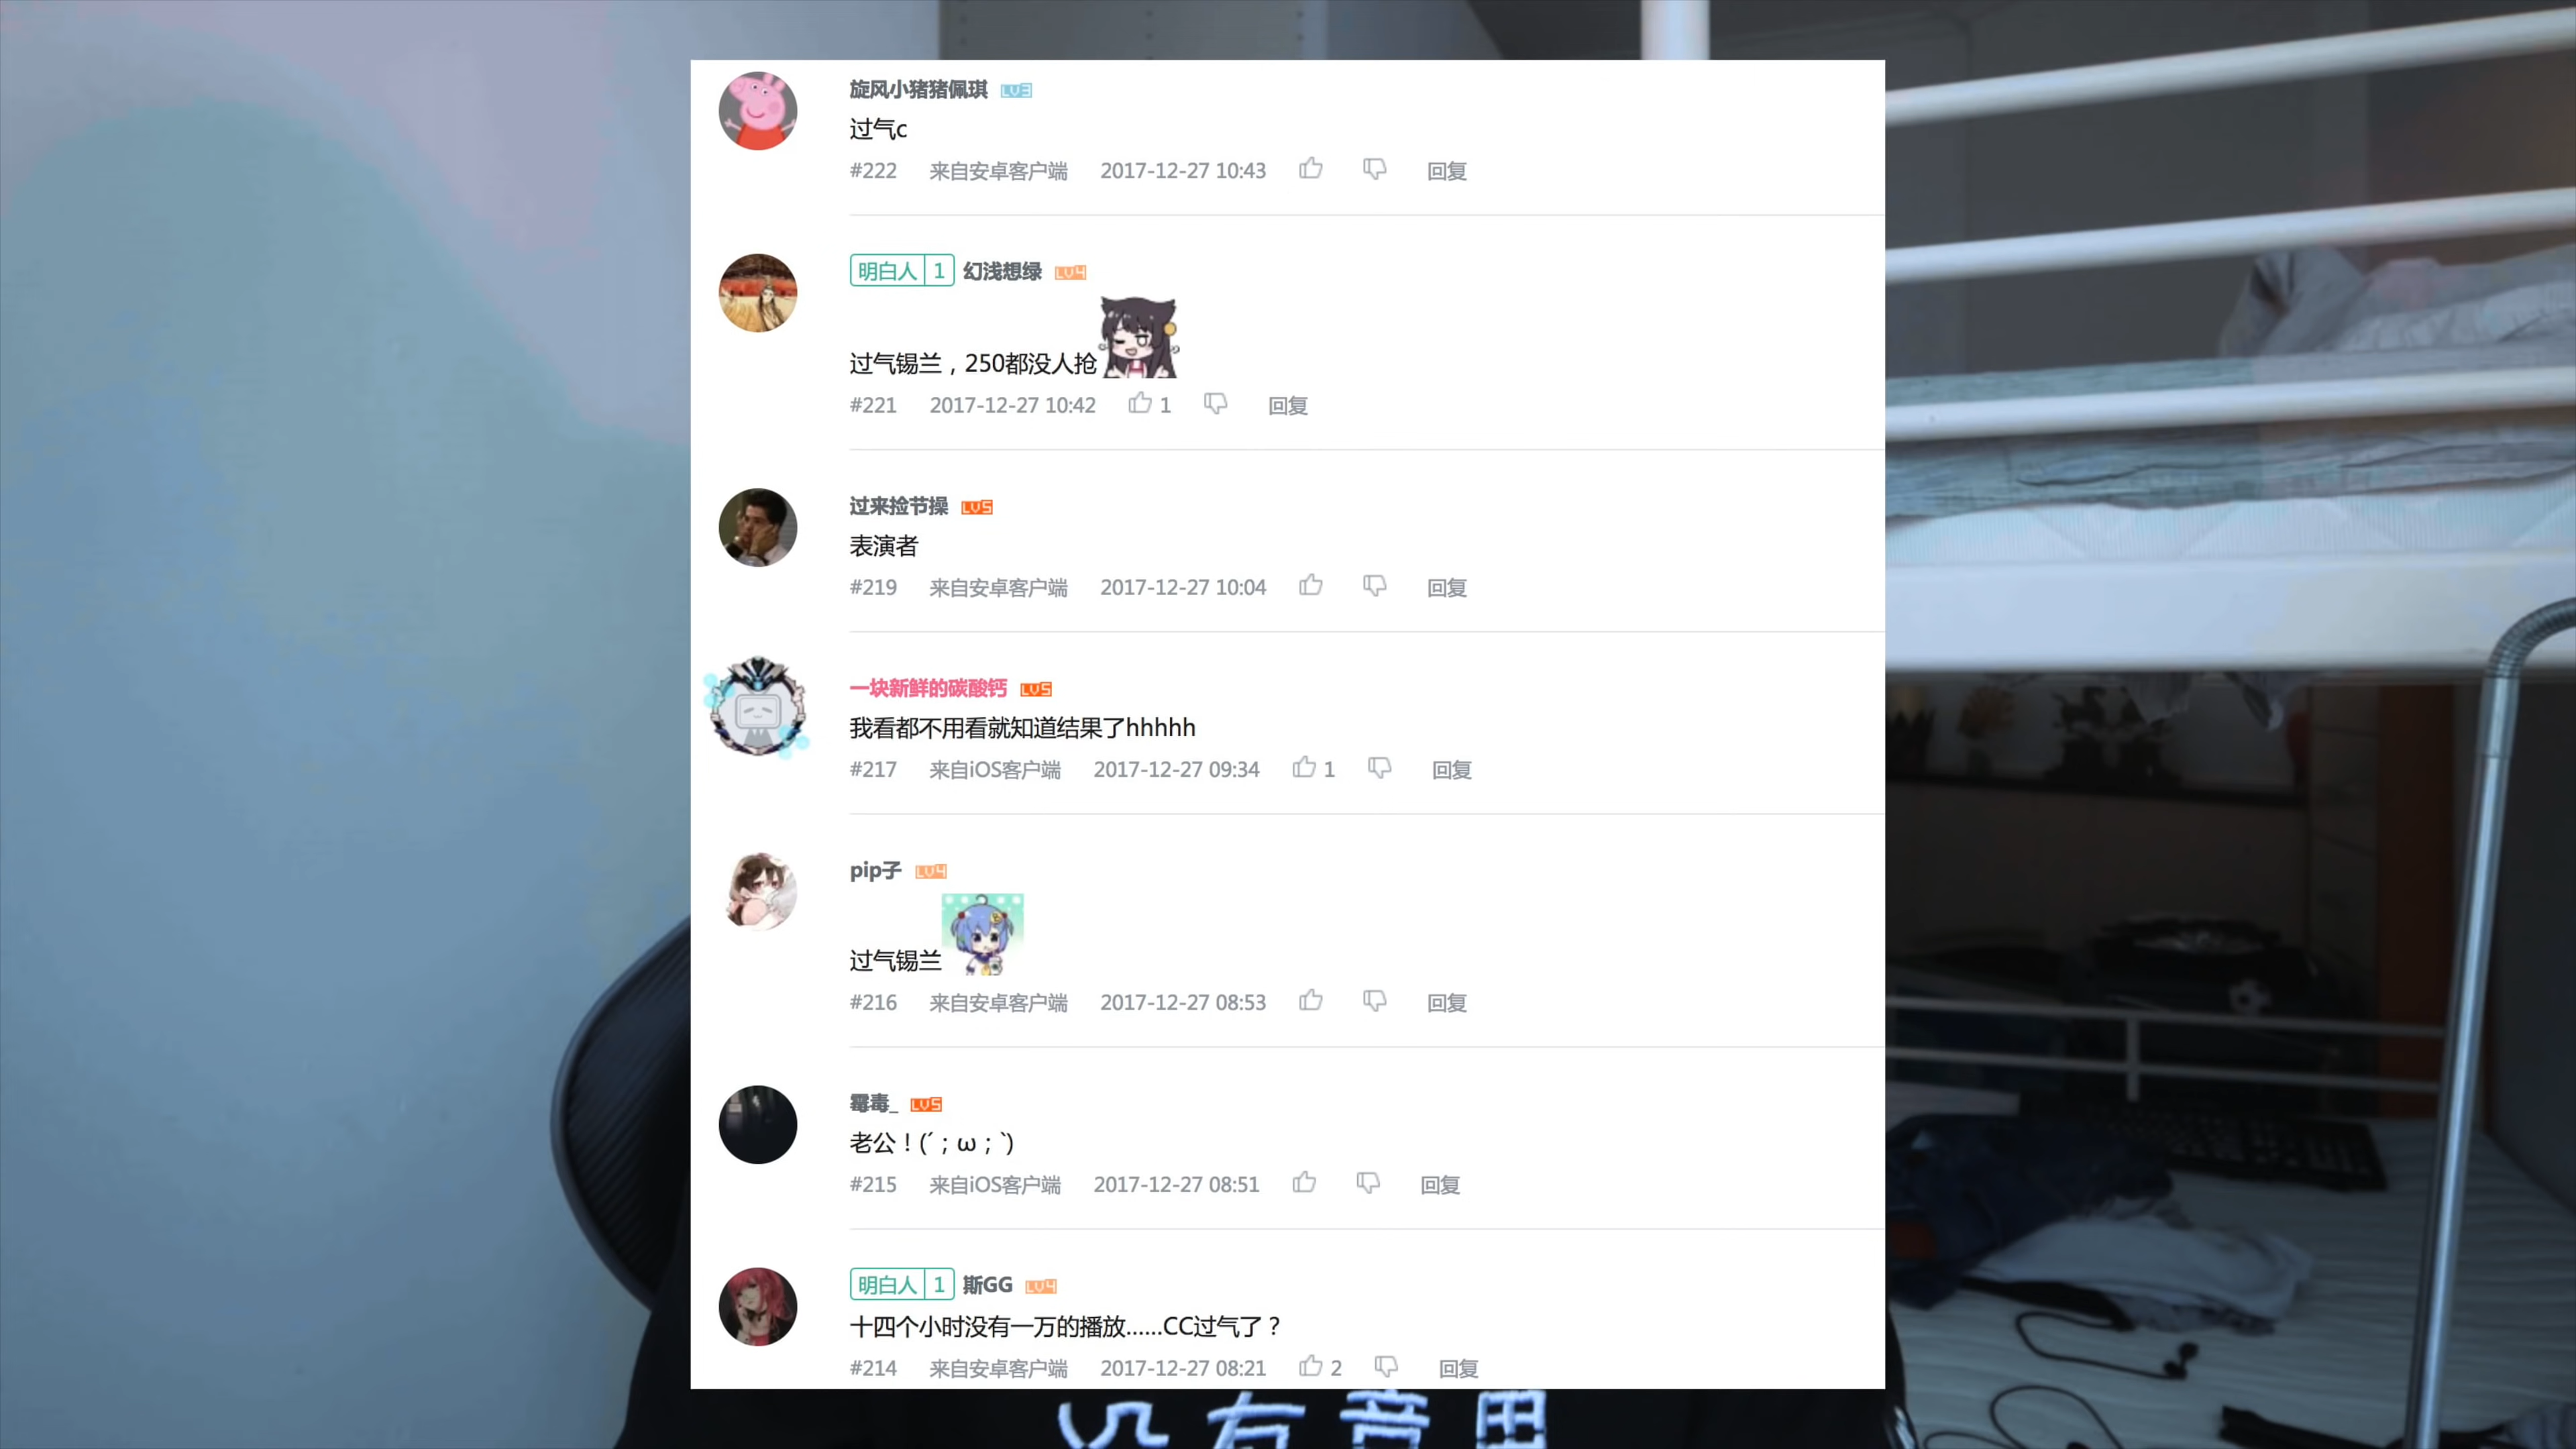 旋风小猪猪佩琪 LV3
过气c
#222 来自安卓客户端 2017-12-27 10:43 回复
明白人 1 幻浅想绿 LV4
过气锡兰，250都没人抢
#221 2017-12-27 10:42 1 回复
过来捡节操 LV5
表演者
#219 来自安卓客户端 2017-12-27 10:04 回复
一块新鲜的碳酸钙 LV5
我看都不用看就知道结果了hhhhh
#217 来自iOS客户端 2017-12-27 09:34 1 回复
pip子 LV4
过气锡兰
#216 来自安卓客户端 2017-12-27 08:53 回复
霉毒_ LV5
老公！(´；ω；`)
#215 来自iOS客户端 2017-12-27 08:51 回复
明白人 1 斯GG LV4
十四个小时没有一万的播放......CC过气了？
#214 来自安卓客户端 2017-12-27 08:21 2 回复